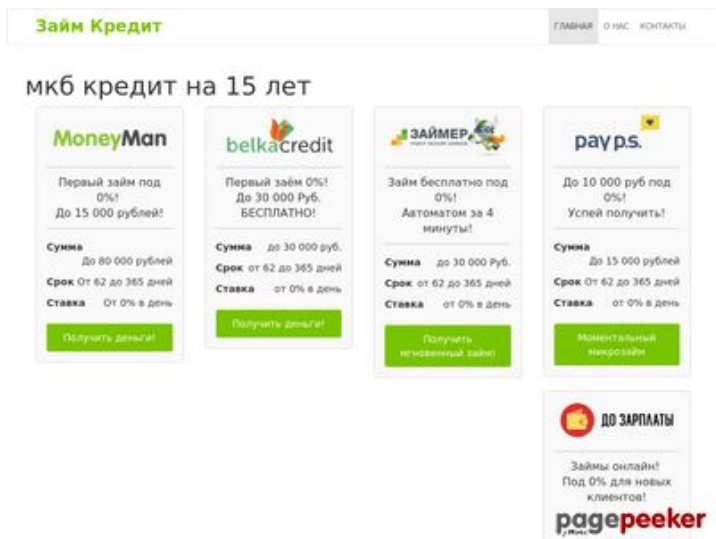 Займ Кредит
ГЛАВНАЯ О НАС. КОНТАКТЫ
мкб кредит на 15 лет
MoneyMan
Первый займ под
0%!
До 15 000 рублей!
Сумма
До 80 000 рублей
Срок От 62 до 365 дней
Ставка От 0% в день
Получить деньги!
belkacredit
Первый заём 0%!
До 30 000 Руб.
БЕСПЛАТНО!
Сумма до 30 000 руб.
Срок от 62 до 365 дней
Ставка от 0% в день
Получить деньги!
ЗАЙМЕР
Займ бесплатно под
0%!
Автоматом за 4
минуты!
Сумма до 30 000 Руб.
Срок от 62 до 365 дней
Ставка от 0% в день
Получить
мгновенный займ!
pay p.s.
До 10 000 руб под
0%!
Успей получить!
Сумма
До 15 000 рублей
Срок От 62 до 365 дней
Ставка от 0% в день
Моментальный
микрозайм
ДО ЗАРПЛАТЫ
Займы онлайн!
Под 0% для новых
клиентов!
pagepeeker